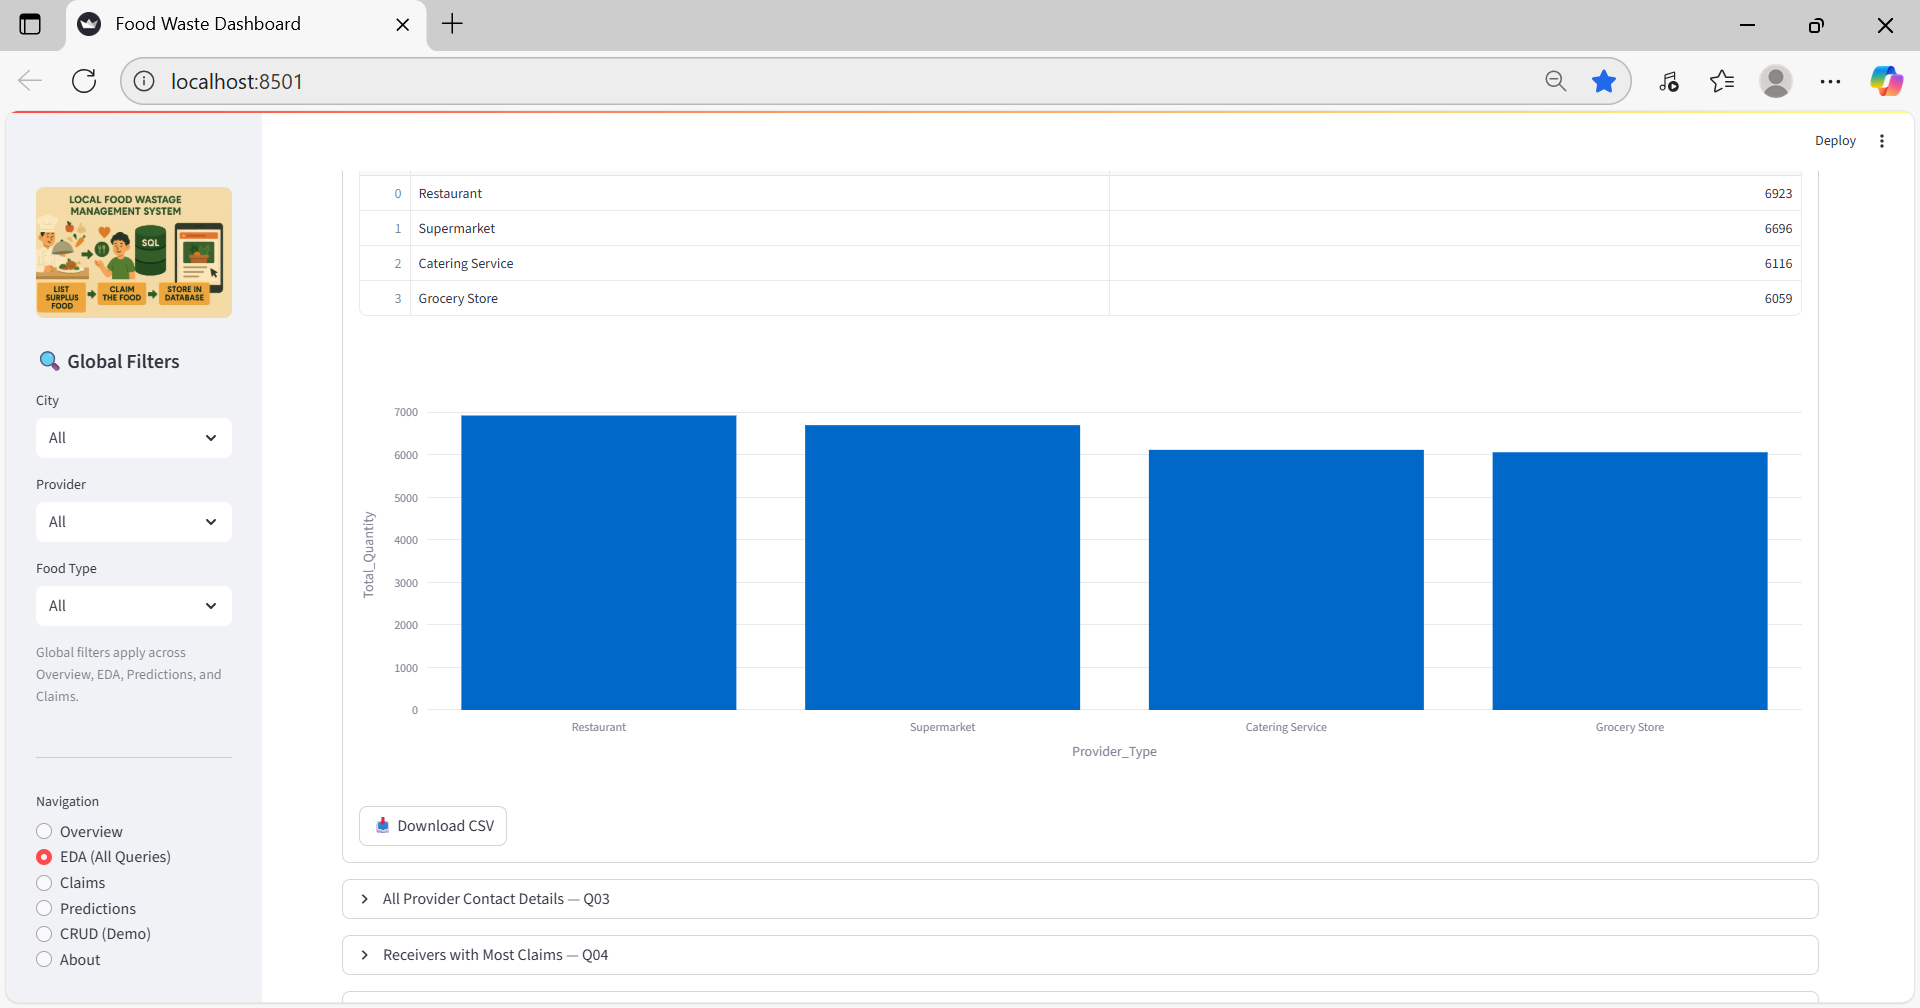 Food Waste Dashboard
localhost:8501
Deploy
LOCAL FOOD WASTAGE
MANAGEMENT SYSTEM
SQL
LIST
SURPLUS
FOOD
CLAIM
THE FOOD
STORE IN
DATABASE
Global Filters
City
All
Provider
All
Food Type
All
Global filters apply across
Overview, EDA, Predictions, and
Claims.
Navigation
Overview
EDA (All Queries)
Claims
Predictions
CRUD (Demo)
About
0 Restaurant 6923
1 Supermarket 6696
2 Catering Service 6116
3 Grocery Store 6059
Total_Quantity
7000
6000
5000
4000
3000
2000
1000
0
Restaurant Supermarket Catering Service Grocery Store
Provider_Type
Download CSV
All Provider Contact Details — Q03
Receivers with Most Claims — Q04